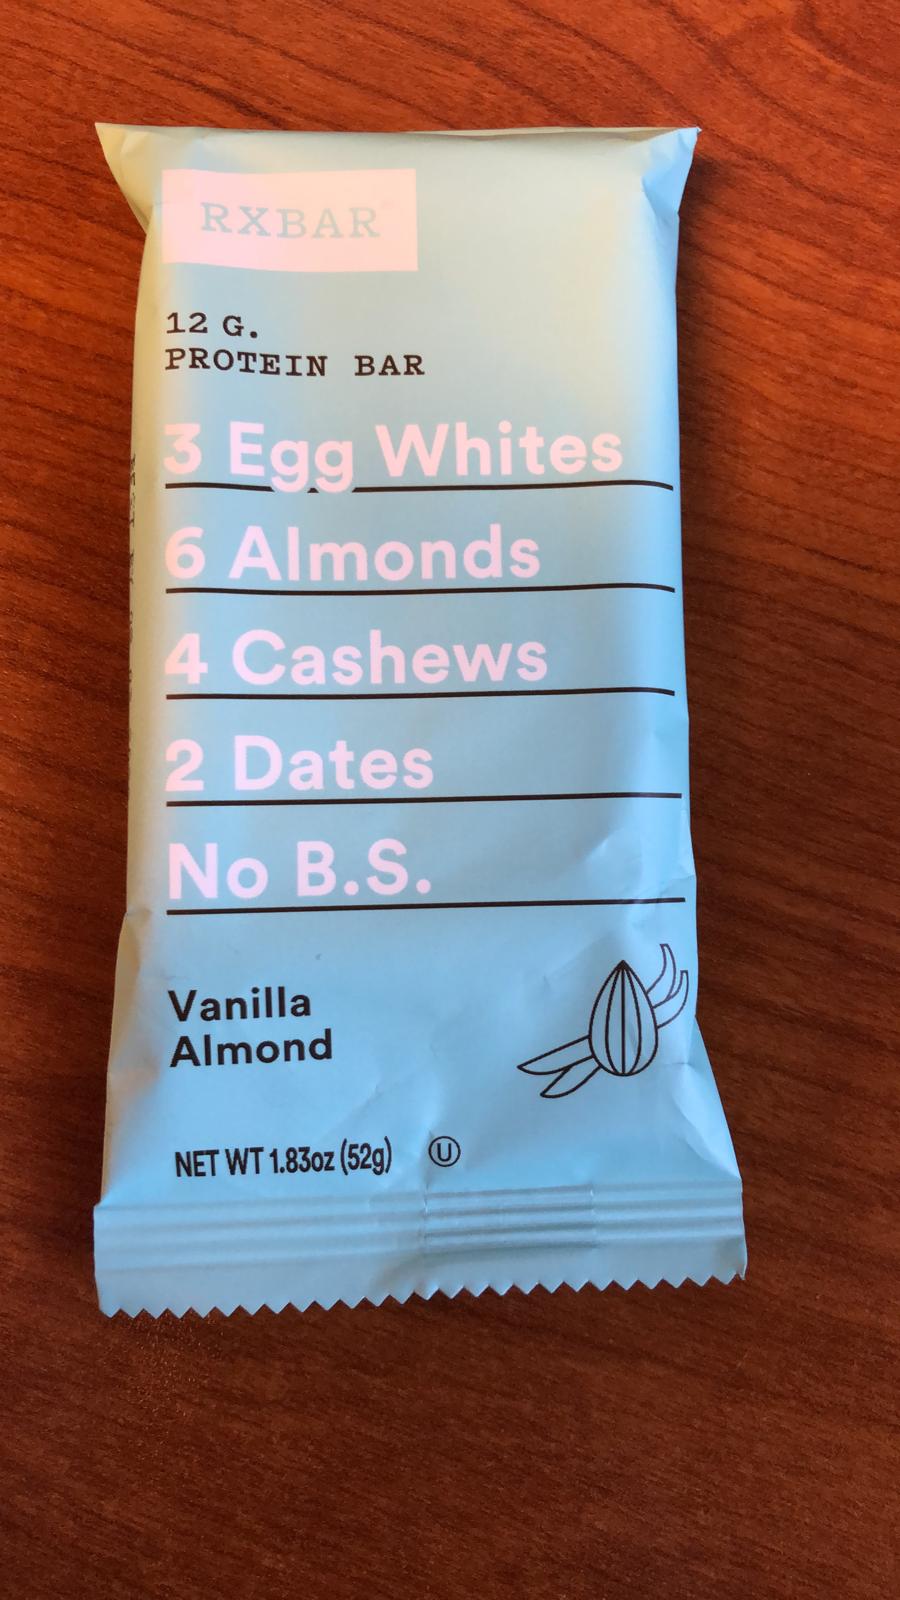 RXBAR
12 G.
PROTEIN BAR
3 Egg Whites
6 Almonds
4 Cashews
2 Dates
No B.S.
Vanilla
Almond
NET WT 1.83oz (52g) Ⓤ